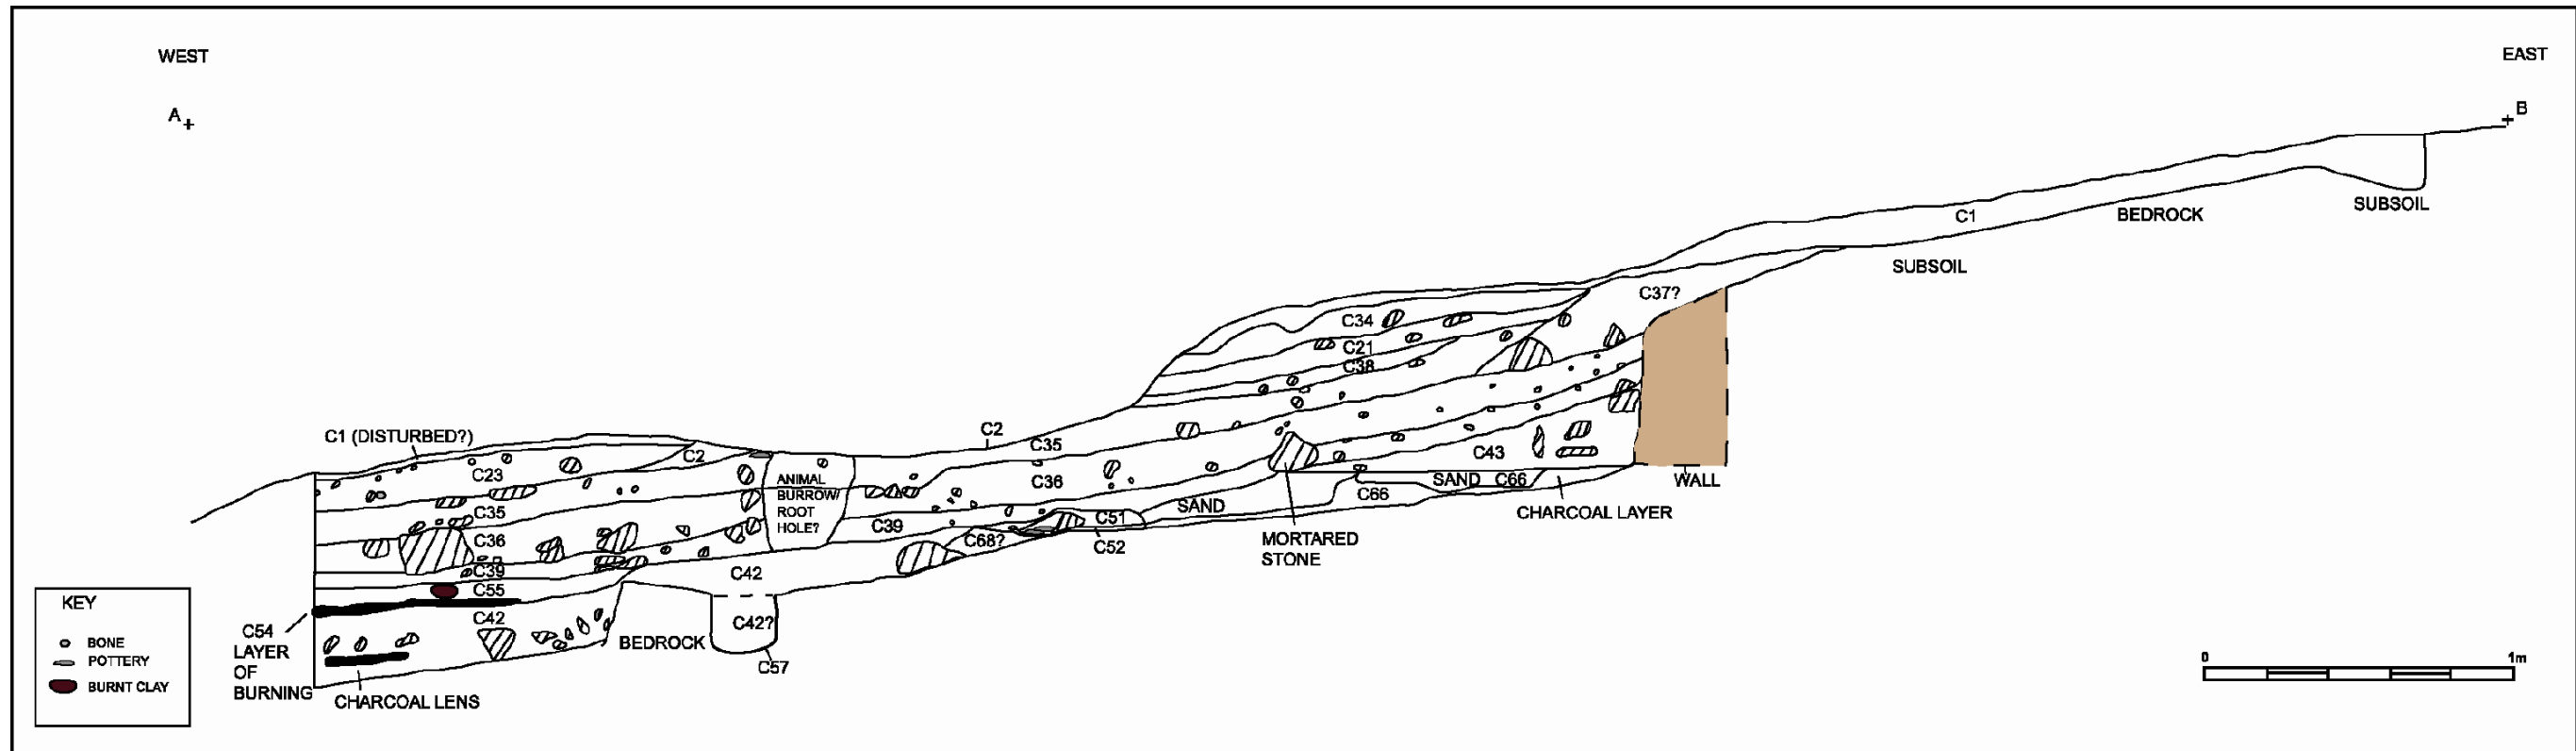 WEST
EAST
A
B
C1
BEDROCK
SUBSOIL
SUBSOIL
C37?
C34
C21
C38
C2
C35
C1 (DISTURBED?)
C23
C2
ANIMAL
BURROW/
ROOT
HOLE?
C35
C36
C36
C39
C39
C43
SAND
C66
C66
SAND
WALL
CHARCOAL LAYER
MORTARED
STONE
C51
C52
C68?
C42
C55
C42
C42?
C57
BEDROCK
C54
LAYER
OF
BURNING
CHARCOAL LENS
KEY
BONE
POTTERY
BURNT CLAY
0
1m